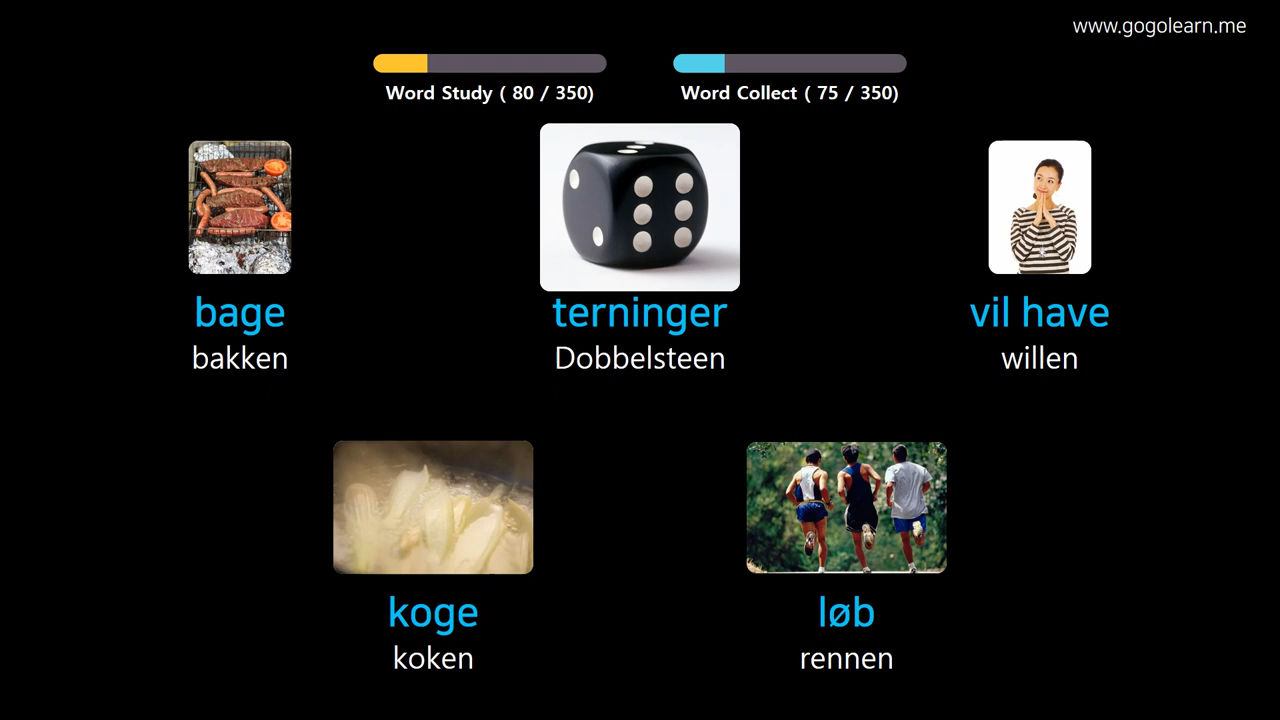 www.gogolearn.me
Word Study ( 80 / 350)
Word Collect ( 75 / 350)
bage
bakken
terninger
Dobbelsteen
vil have
willen
koge
koken
løb
rennen